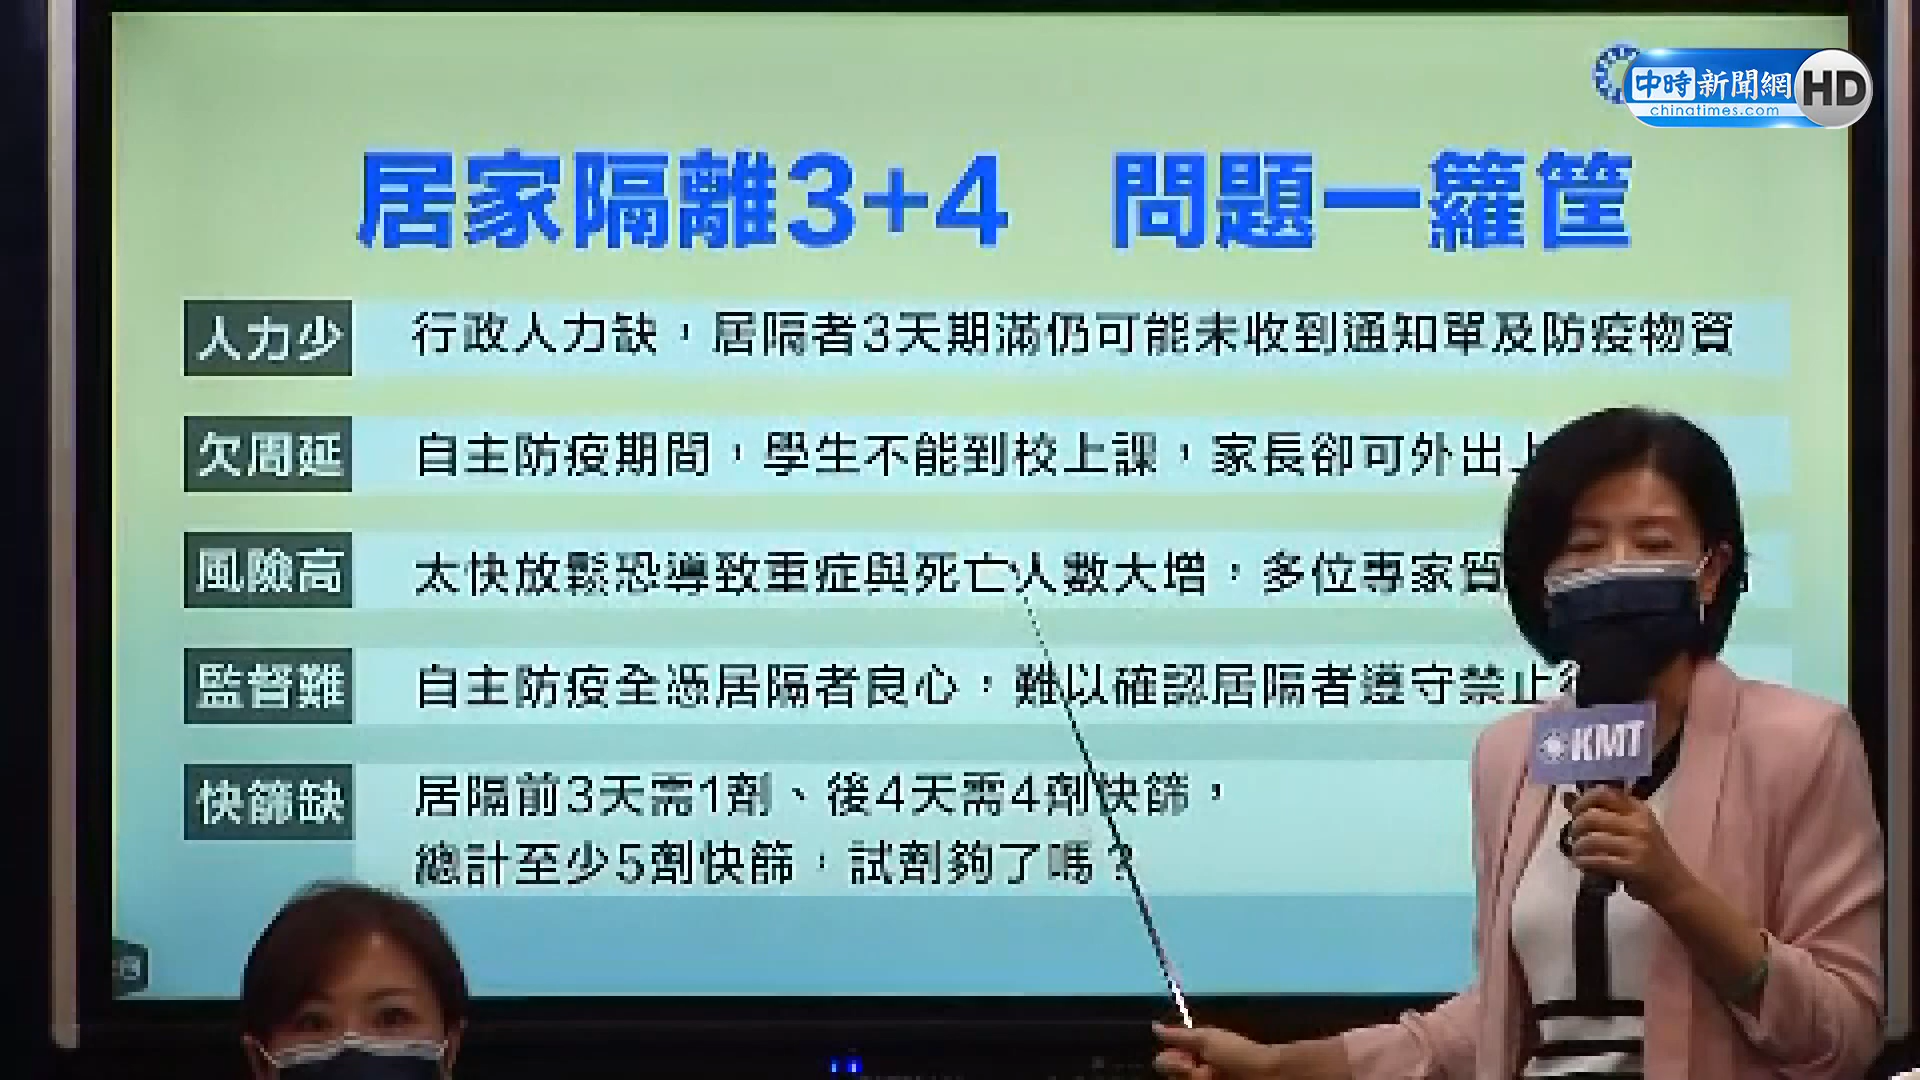 中時新聞網 HD
chinatimes.com
居家隔離3+4 問題一籮筐
人力少 行政人力缺，居隔者3天期滿仍可能未收到通知單及防疫物資
欠周延 自主防疫期間，學生不能到校上課，家長卻可外出上
風險高 太快放鬆恐導致重症與死亡人數大增，多位專家質
監督難 自主防疫全憑居隔者良心，難以確認居隔者遵守禁止
快篩缺 居隔前3天需1劑、後4天需4劑快篩，
總計至少5劑快篩，試劑夠了嗎？
KMT